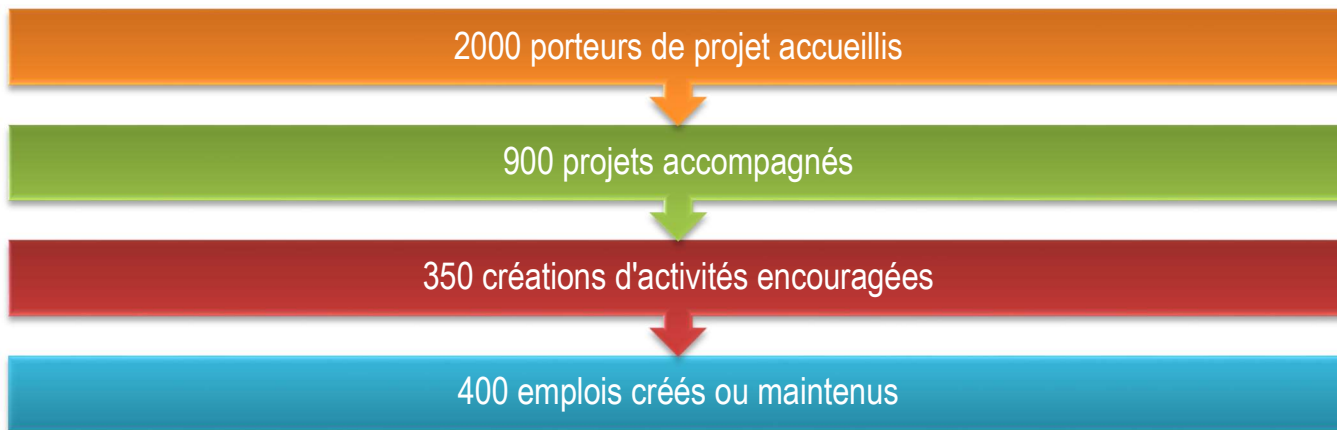 2000 porteurs de projet accueillis
900 projets accompagnés
350 créations d'activités encouragées
400 emplois créés ou maintenus